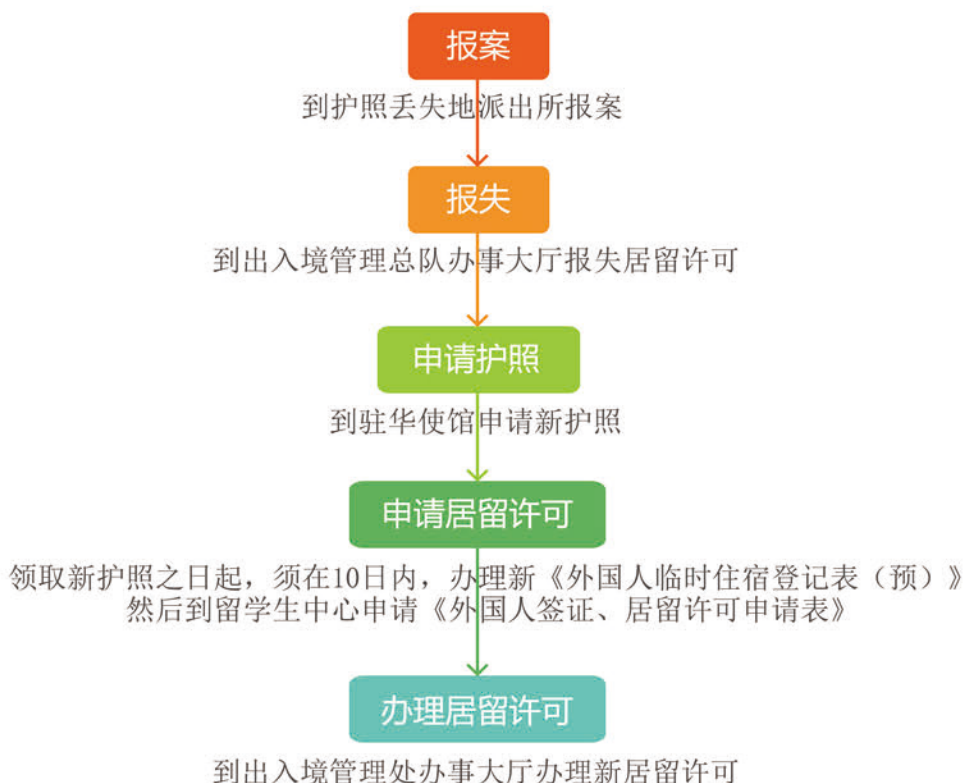 报案
到护照丢失地派出所报案
报失
到出入境管理总队办事大厅报失居留许可
申请护照
到驻华使馆申请新护照
申请居留许可
领取新护照之日起，须在10日内，办理新《外国人临时住宿登记表（预）》
然后到留学生中心申请《外国人签证、居留许可申请表》
办理居留许可
到出入境管理处办事大厅办理新居留许可